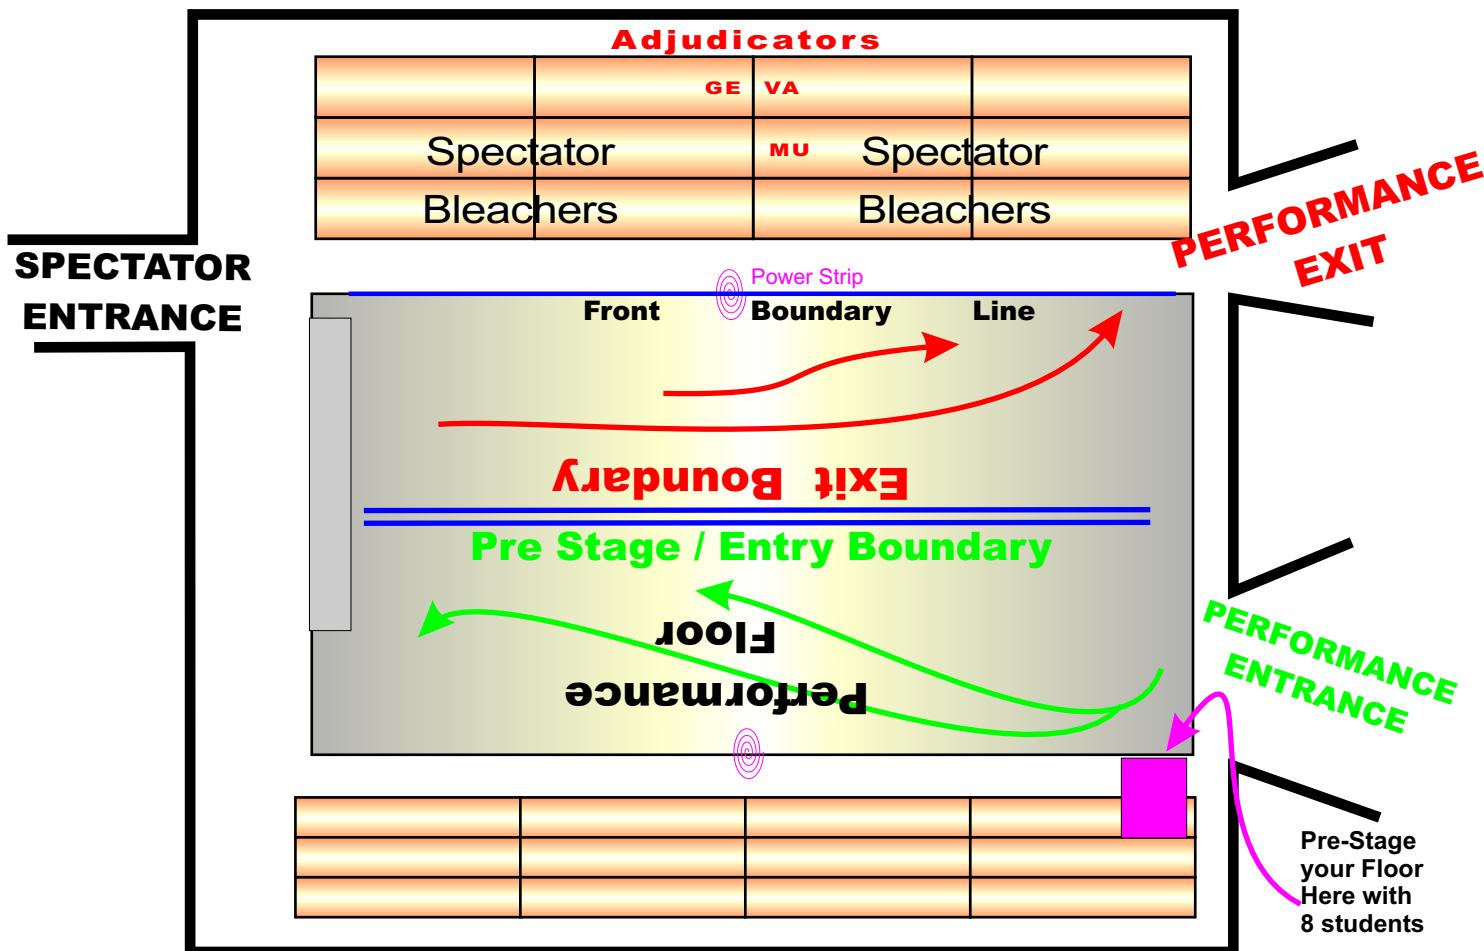 Adjudicators
GE VA
Spectator MU Spectator
Bleachers Bleachers
PERFORMANCE
EXIT
SPECTATOR
ENTRANCE
Power Strip
Front Boundary Line
Exit Boundary
Pre Stage / Entry Boundary
Performance
Floor
PERFORMANCE
ENTRANCE
Pre-Stage
your Floor
Here with
8 students